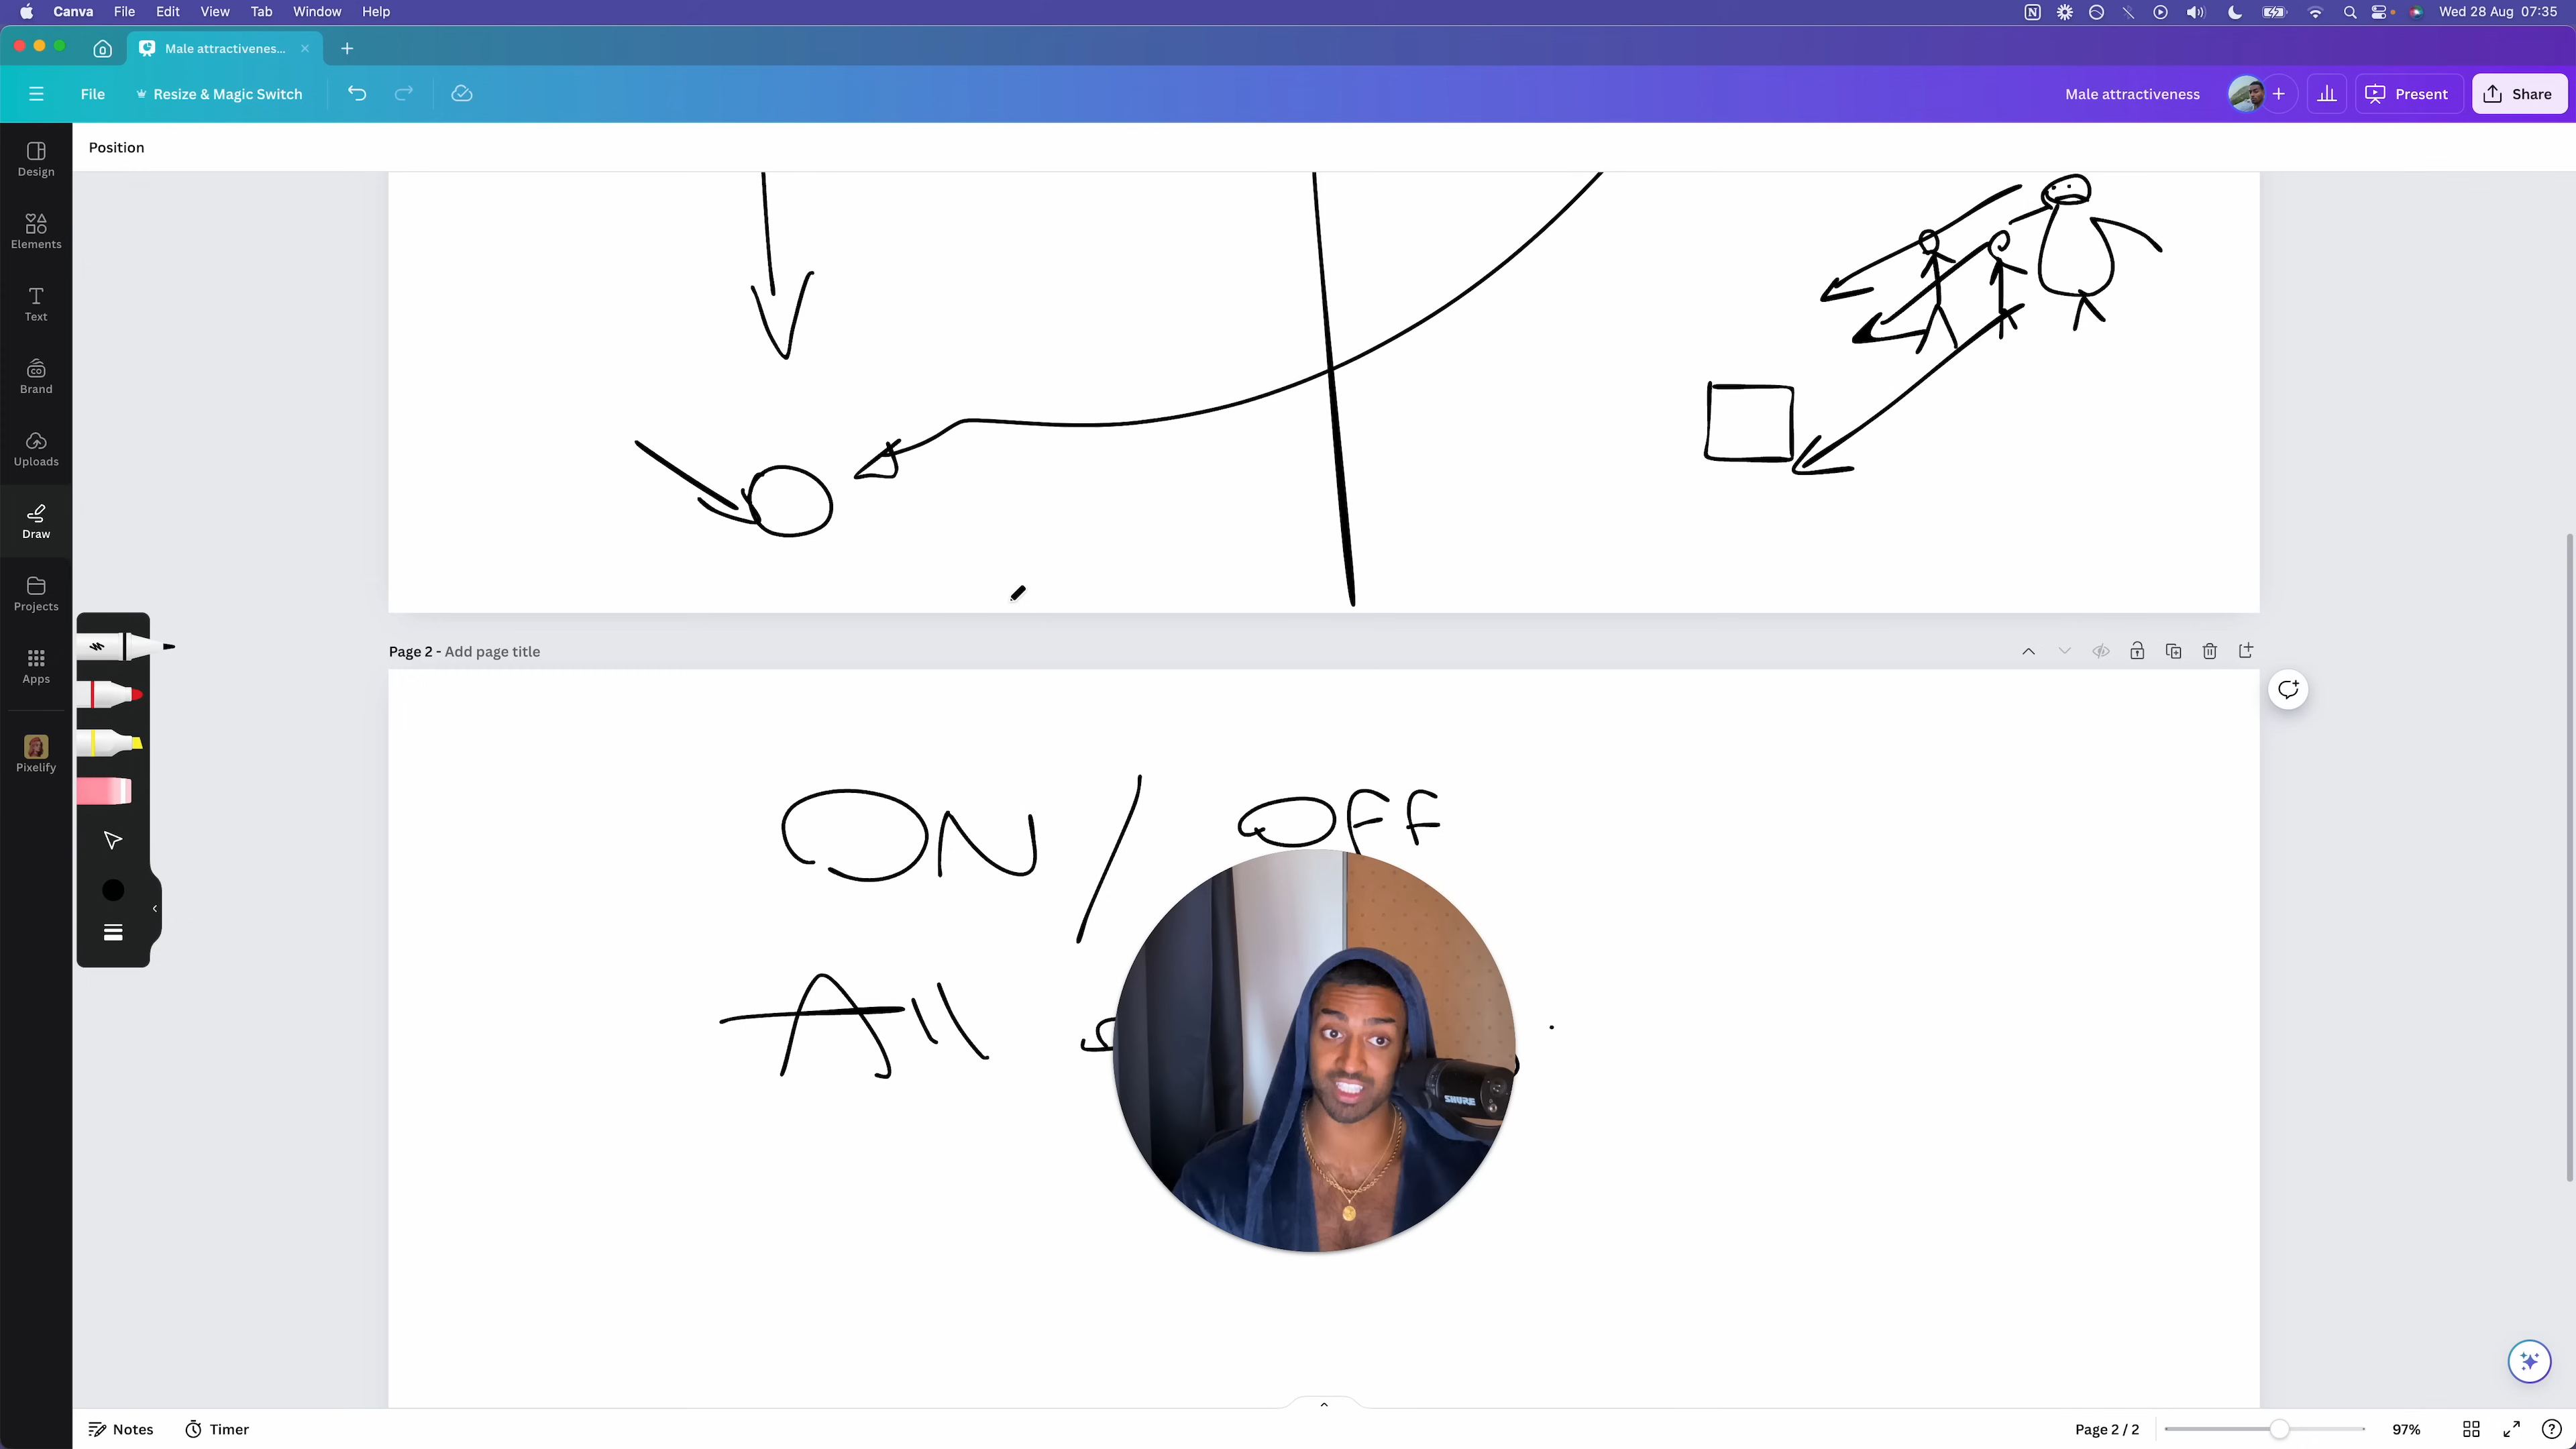 Canva File Edit View Tab Window Help Wed 28 Aug 07:35
Male attractivenes...
File Resize & Magic Switch Male attractiveness Present Share
Position
Design
Elements
Text
Brand
Uploads
Draw
Projects
Apps
Pixelify
Page 2 - Add page title
ON / OFF
All
SHURE
Notes Timer Page 2 / 2 97%